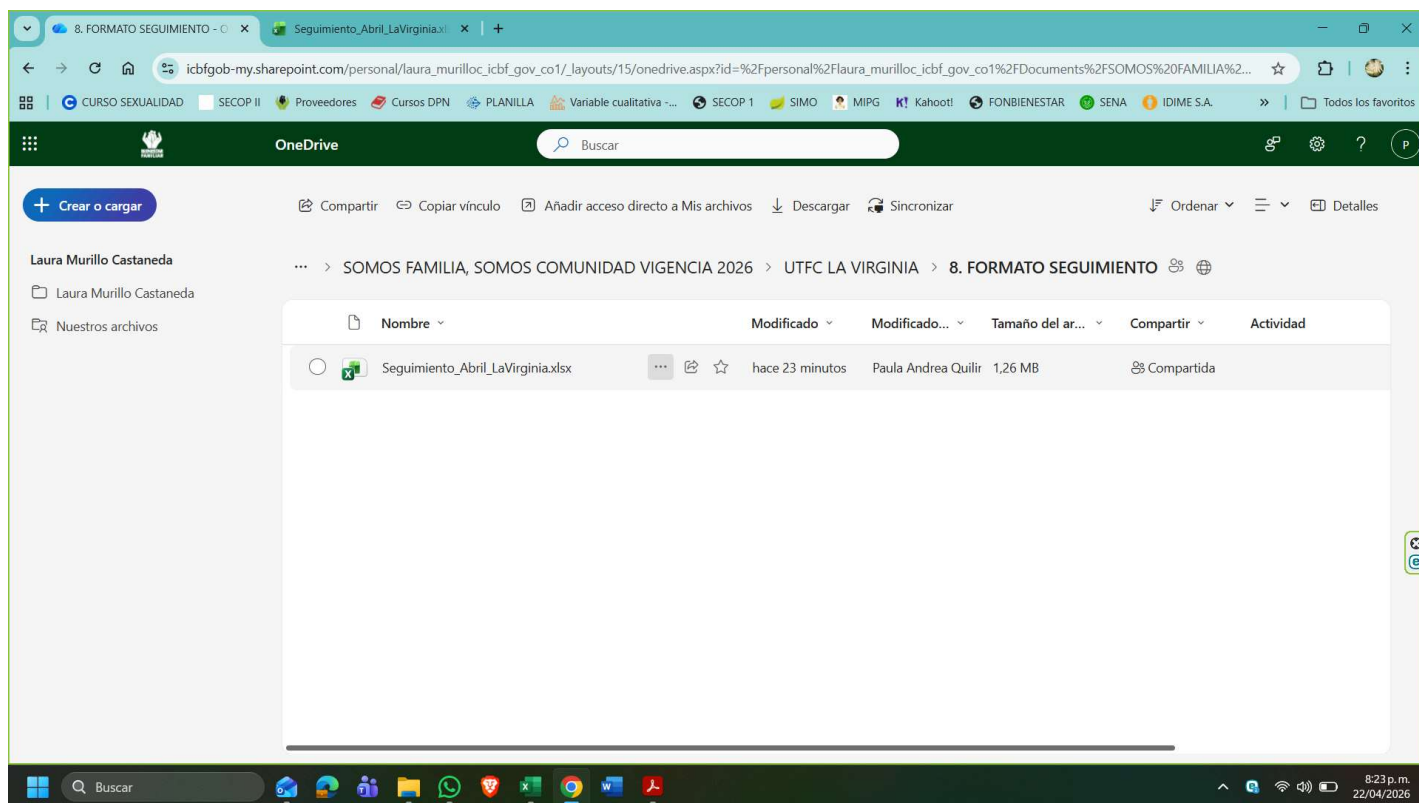 8. FORMATO SEGUIMIENTO - O
Seguimiento_Abril_LaVirginia.xl
icbfgob-my.sharepoint.com/personal/laura_murilloc_icbf_gov_co1/_layouts/15/onedrive.aspx?id=%2Fpersonal%2Flaura_murilloc_icbf_gov_co1%2FDocuments%2FSOMOS%20FAMILIA%2...
CURSO SEXUALIDAD SECOP II Proveedores Cursos DPN PLANILLA Variable cualitativa -... SECOP 1 SIMO MIPG K! Kahoot! FONBIENESTAR SENA IDIME S.A. » Todos los favoritos
BIENESTAR FAMILIAR
OneDrive Buscar ? P
+ Crear o cargar
Compartir Copiar vínculo Añadir acceso directo a Mis archivos Descargar Sincronizar Ordenar Detalles
Laura Murillo Castaneda
Laura Murillo Castaneda
Nuestros archivos
... > SOMOS FAMILIA, SOMOS COMUNIDAD VIGENCIA 2026 > UTFC LA VIRGINIA > 8. FORMATO SEGUIMIENTO
Nombre Modificado Modificado... Tamaño del ar... Compartir Actividad
Seguimiento_Abril_LaVirginia.xlsx ... hace 23 minutos Paula Andrea Quilir 1,26 MB Compartida
Buscar
8:23 p.m.
22/04/2026